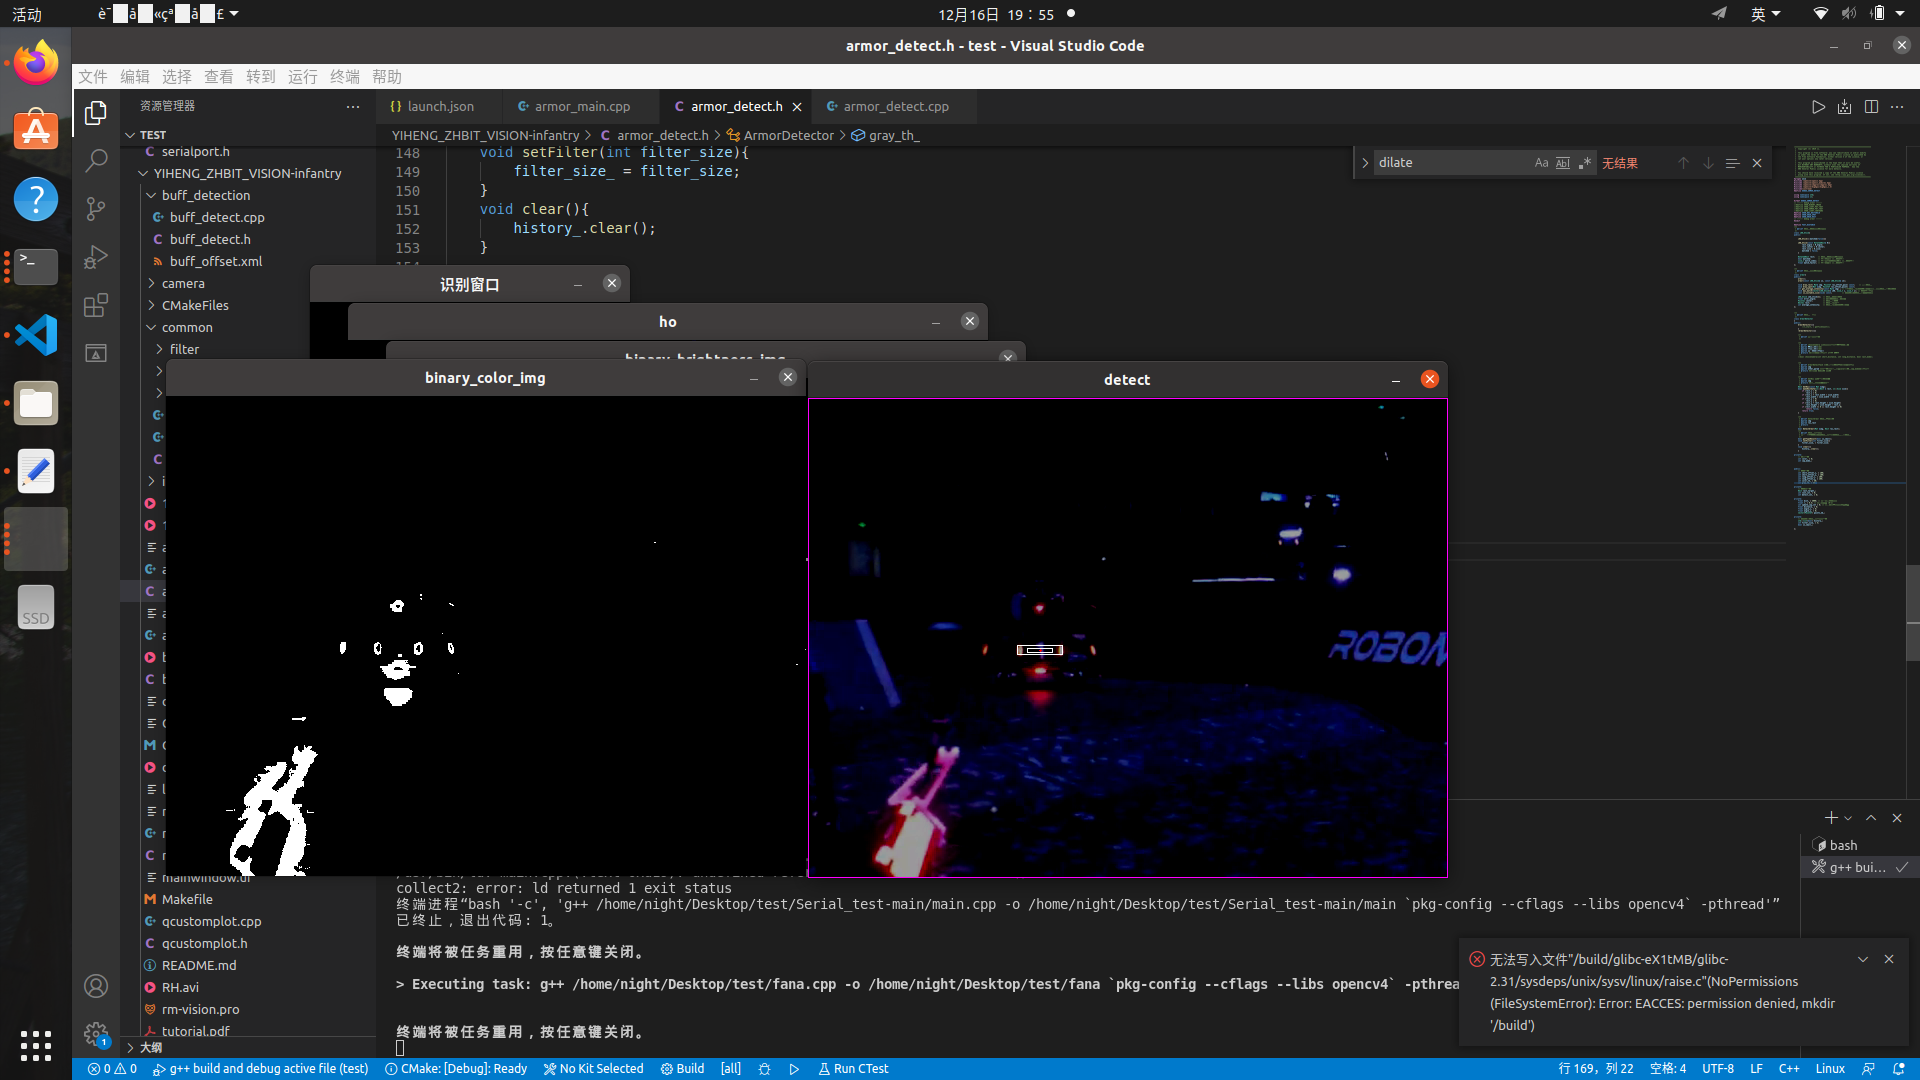 活动
12月16日 19：55
英
armor_detect.h - test - Visual Studio Code
文件 编辑 选择 查看 转到 运行 终端 帮助
资源管理器
launch.json
armor_main.cpp
armor_detect.h
armor_detect.cpp
TEST
YIHENG_ZHBIT_VISION-infantry > armor_detect.h > ArmorDetector > gray_th_
serialport.h
YIHENG_ZHBIT_VISION-infantry
buff_detection
buff_detect.cpp
buff_detect.h
buff_offset.xml
camera
CMakeFiles
common
filter
mainwindow.ui
Makefile
qcustomplot.cpp
qcustomplot.h
README.md
RH.avi
rm-vision.pro
tutorial.pdf
大纲
148 void setFilter(int filter_size){
149 filter_size_ = filter_size;
150 }
151 void clear(){
152 history_.clear();
153 }
dilate
Aa
无结果
识别窗口
ho
binary_brightness_img
binary_color_img
detect
ROBOM
SSD
collect2: error: ld returned 1 exit status
终端进程“bash '-c', 'g++ /home/night/Desktop/test/Serial_test-main/main.cpp -o /home/night/Desktop/test/Serial_test-main/main `pkg-config --cflags --libs opencv4` -pthread'”
已终止，退出代码: 1。
终端将被任务重用，按任意键关闭。
> Executing task: g++ /home/night/Desktop/test/fana.cpp -o /home/night/Desktop/test/fana `pkg-config --cflags --libs opencv4` -pthrea
终端将被任务重用，按任意键关闭。
bash
g++ bui...
无法写入文件"/build/glibc-eX1tMB/glibc-
2.31/sysdeps/unix/sysv/linux/raise.c"(NoPermissions
(FileSystemError): Error: EACCES: permission denied, mkdir
'/build')
0 0 g++ build and debug active file (test) CMake: [Debug]: Ready No Kit Selected Build [all] Run CTest
行 169，列 22 空格: 4 UTF-8 LF C++ Linux